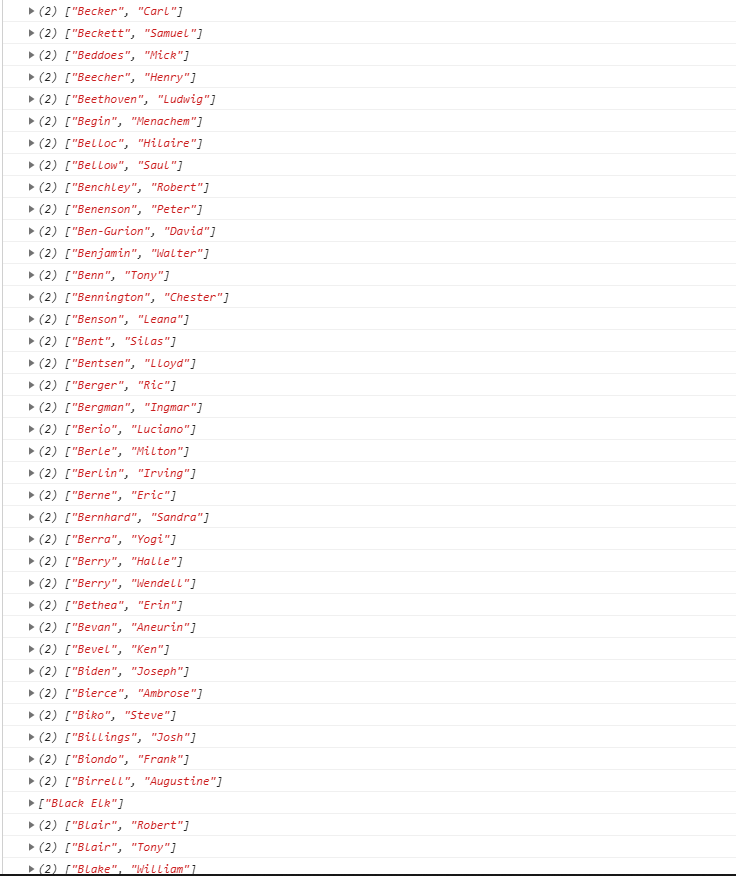 (2) ["Becker", "Carl"]
(2) ["Beckett", "Samuel"]
(2) ["Beddoes", "Mick"]
(2) ["Beecher", "Henry"]
(2) ["Beethoven", "Ludwig"]
(2) ["Begin", "Menachem"]
(2) ["Belloc", "Hilaire"]
(2) ["Bellow", "Saul"]
(2) ["Benchley", "Robert"]
(2) ["Benenson", "Peter"]
(2) ["Ben-Gurion", "David"]
(2) ["Benjamin", "Walter"]
(2) ["Benn", "Tony"]
(2) ["Bennington", "Chester"]
(2) ["Benson", "Leana"]
(2) ["Bent", "Silas"]
(2) ["Bentsen", "Lloyd"]
(2) ["Berger", "Ric"]
(2) ["Bergman", "Ingmar"]
(2) ["Berio", "Luciano"]
(2) ["Berle", "Milton"]
(2) ["Berlin", "Irving"]
(2) ["Berne", "Eric"]
(2) ["Bernhard", "Sandra"]
(2) ["Berra", "Yogi"]
(2) ["Berry", "Halle"]
(2) ["Berry", "Wendell"]
(2) ["Bethea", "Erin"]
(2) ["Bevan", "Aneurin"]
(2) ["Bevel", "Ken"]
(2) ["Biden", "Joseph"]
(2) ["Bierce", "Ambrose"]
(2) ["Biko", "Steve"]
(2) ["Billings", "Josh"]
(2) ["Biondo", "Frank"]
(2) ["Birrell", "Augustine"]
["Black Elk"]
(2) ["Blair", "Robert"]
(2) ["Blair", "Tony"]
(2) ["Blake", "William"]